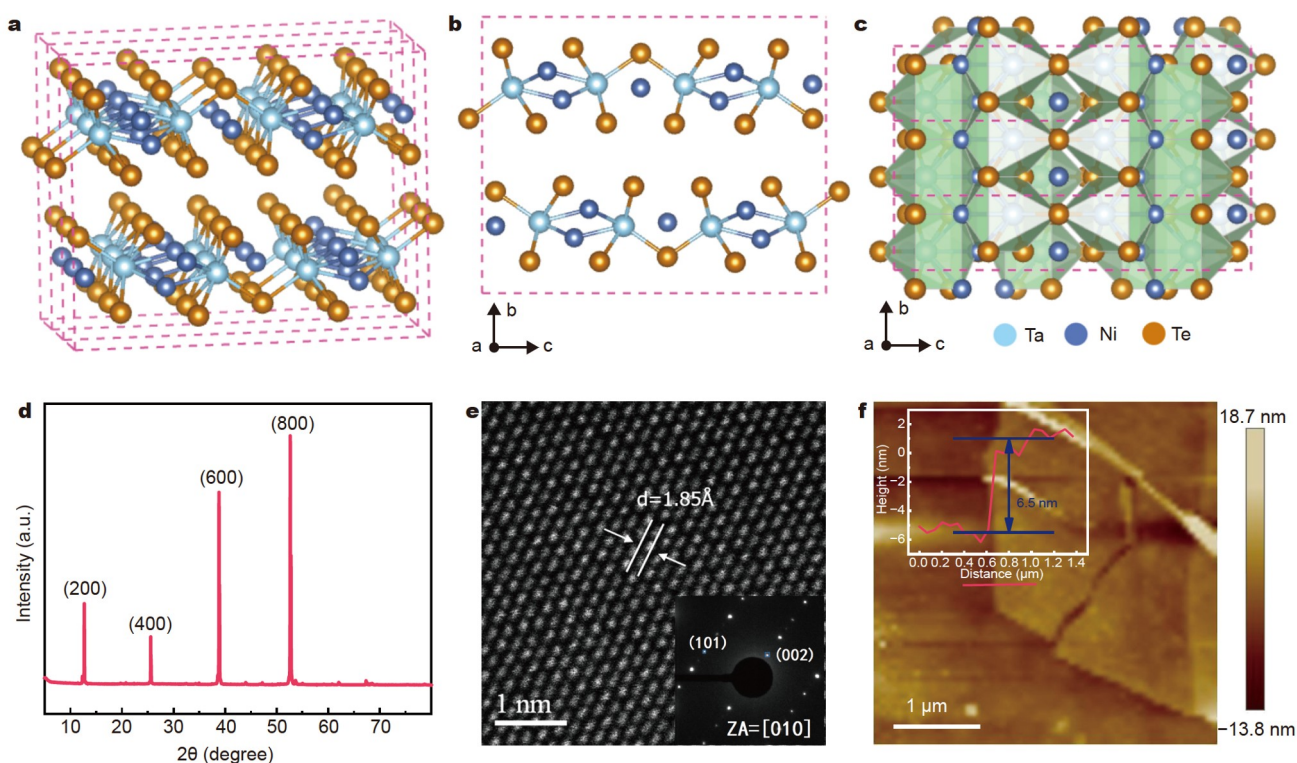 a
b
c
b
a
c
b
a
c
Ta
Ni
Te
d
(200)
(400)
(600)
(800)
Intensity (a.u.)
10
20
30
40
50
60
70
2θ (degree)
e
d=1.85Å
1 nm
(101)
(002)
ZA=[010]
f
2
0
−2
−4
−6
Height (nm)
6.5 nm
0.0 0.2 0.4 0.6 0.8 1.0 1.2 1.4
Distance (μm)
1 μm
18.7 nm
−13.8 nm